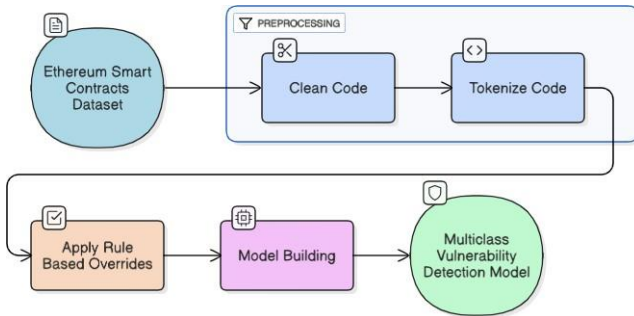 PREPROCESSING
Ethereum Smart
Contracts
Dataset
Clean Code
Tokenize Code
Apply Rule
Based Overrides
Model Building
Multiclass
Vulnerability
Detection Model